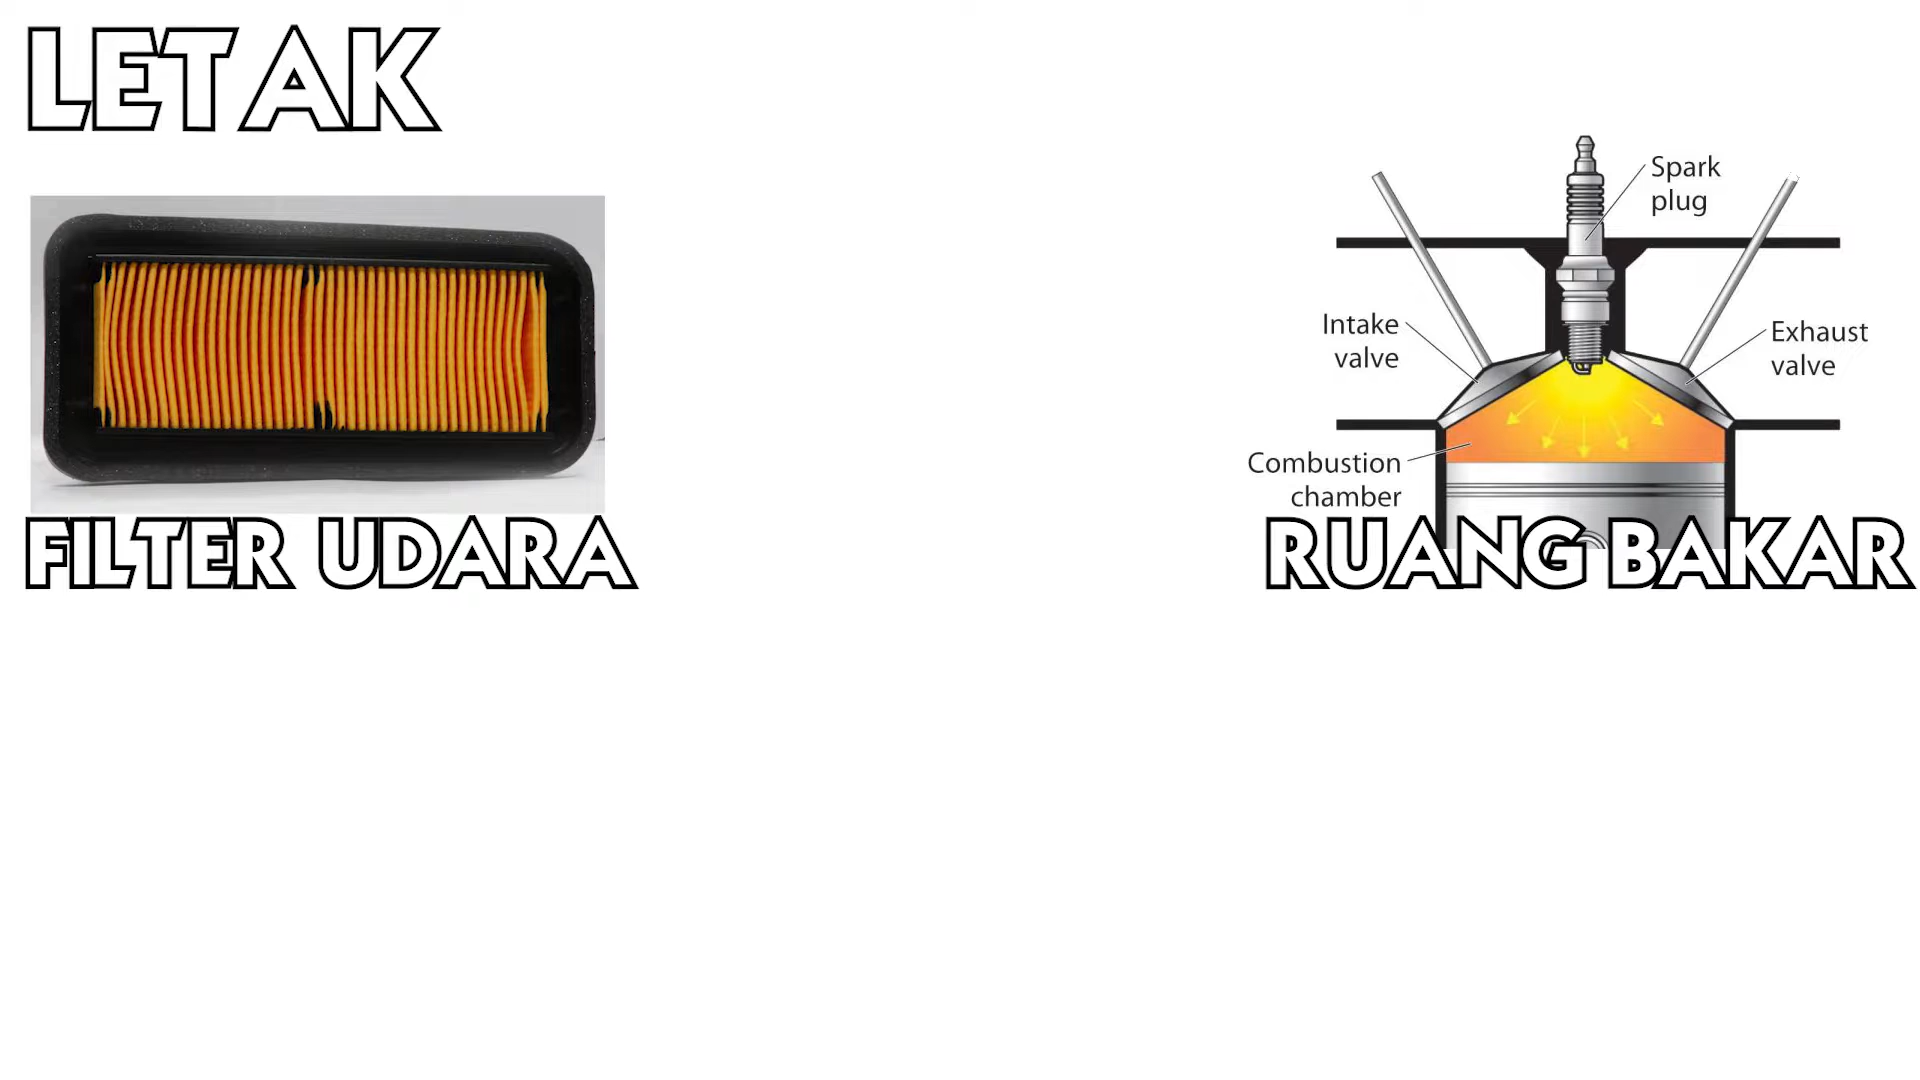 LETAK
Spark
plug
Intake
valve
Exhaust
valve
Combustion
chamber
FILTER UDARA
RUANG BAKAR